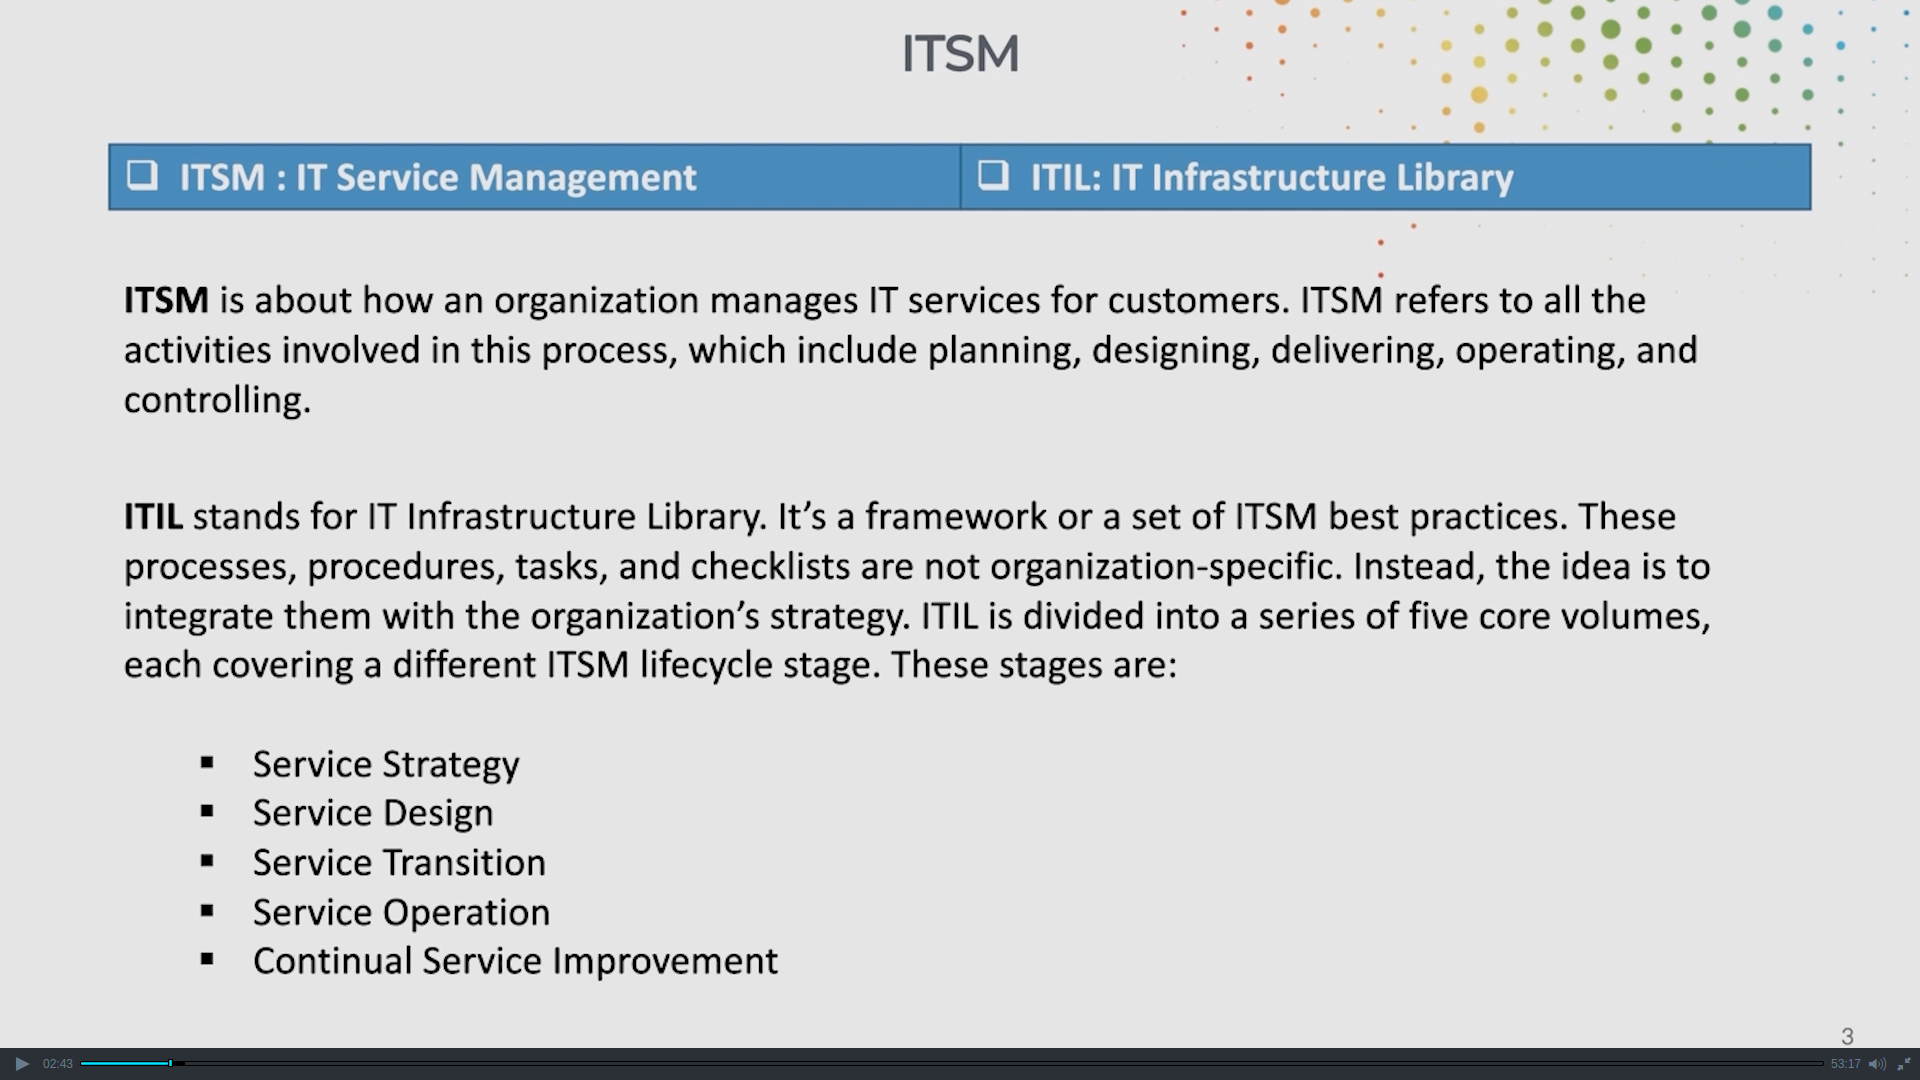 ITSM
❑ ITSM : IT Service Management
❑ ITIL: IT Infrastructure Library
ITSM is about how an organization manages IT services for customers. ITSM refers to all the
activities involved in this process, which include planning, designing, delivering, operating, and
controlling.
ITIL stands for IT Infrastructure Library. It’s a framework or a set of ITSM best practices. These
processes, procedures, tasks, and checklists are not organization-specific. Instead, the idea is to
integrate them with the organization’s strategy. ITIL is divided into a series of five core volumes,
each covering a different ITSM lifecycle stage. These stages are:
▪ Service Strategy
▪ Service Design
▪ Service Transition
▪ Service Operation
▪ Continual Service Improvement
3
02:43
53:17